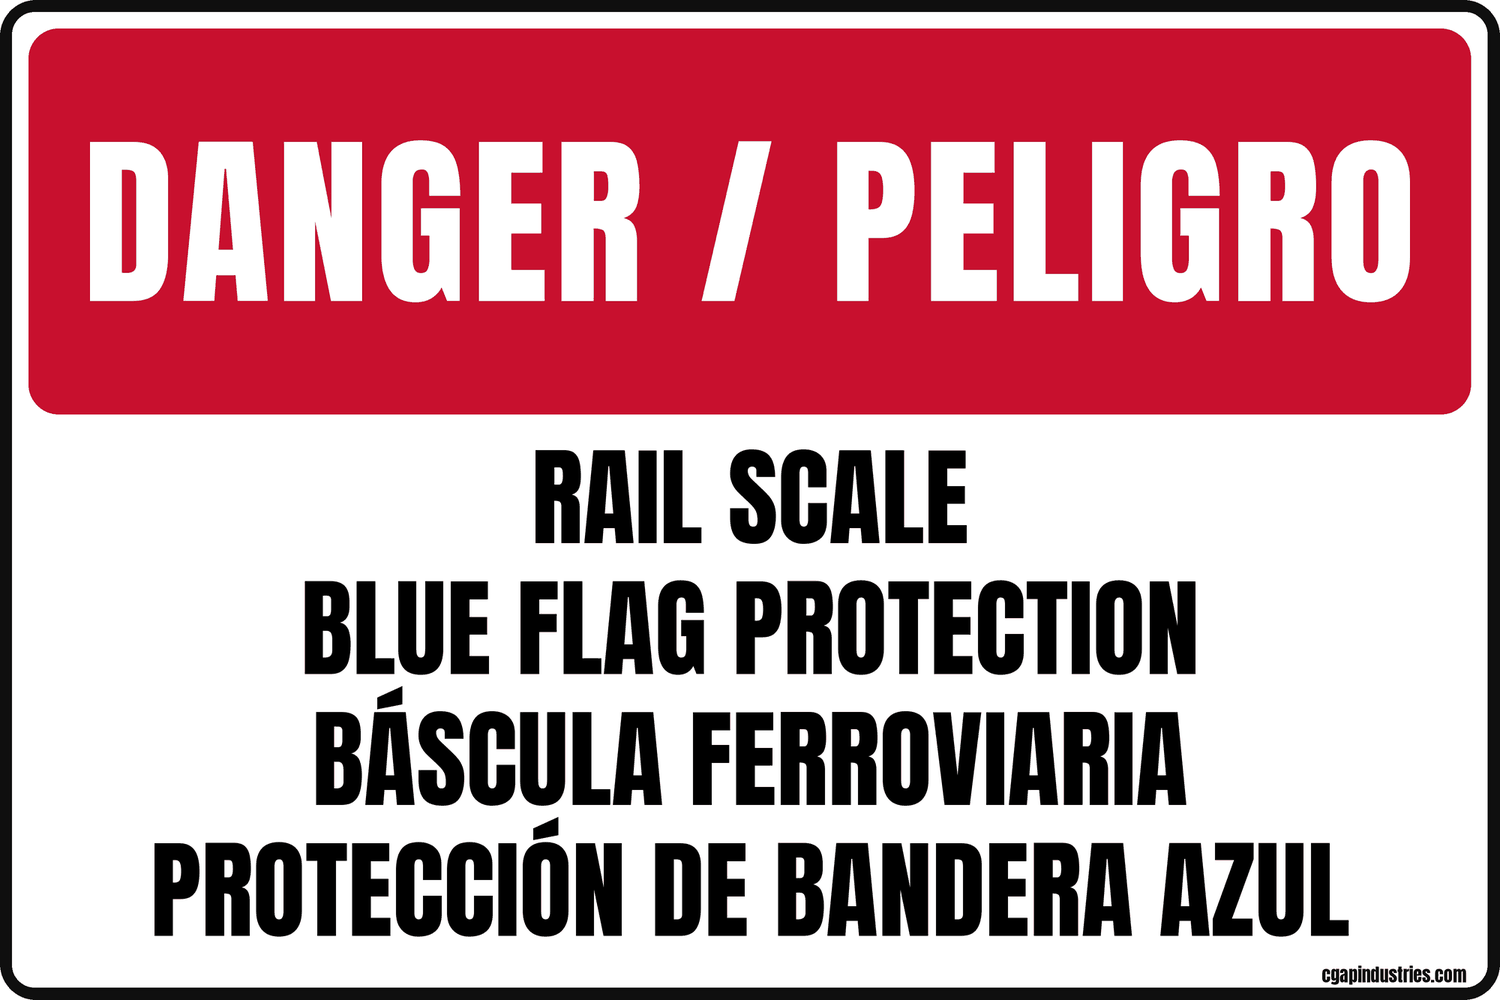 DANGER / PELIGRO
RAIL SCALE
BLUE FLAG PROTECTION
BÁSCULA FERROVIARIA
PROTECCIÓN DE BANDERA AZUL
cgapindustries.com